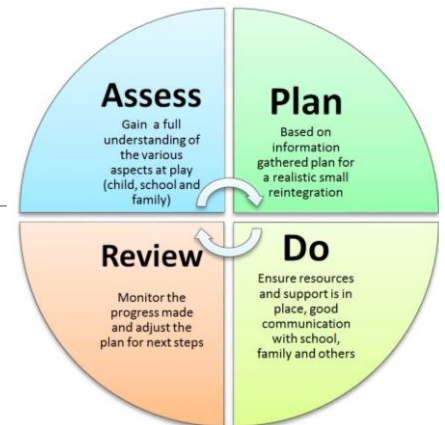 Assess
Gain a full
understanding of
the various
aspects at play
(child, school and
family)
Plan
Based on
information
gathered plan for
a realistic small
reintegration
Do
Ensure resources
and support is in
place, good
communication
with school,
family and others
Review
Monitor the
progress made
and adjust the
plan for next steps